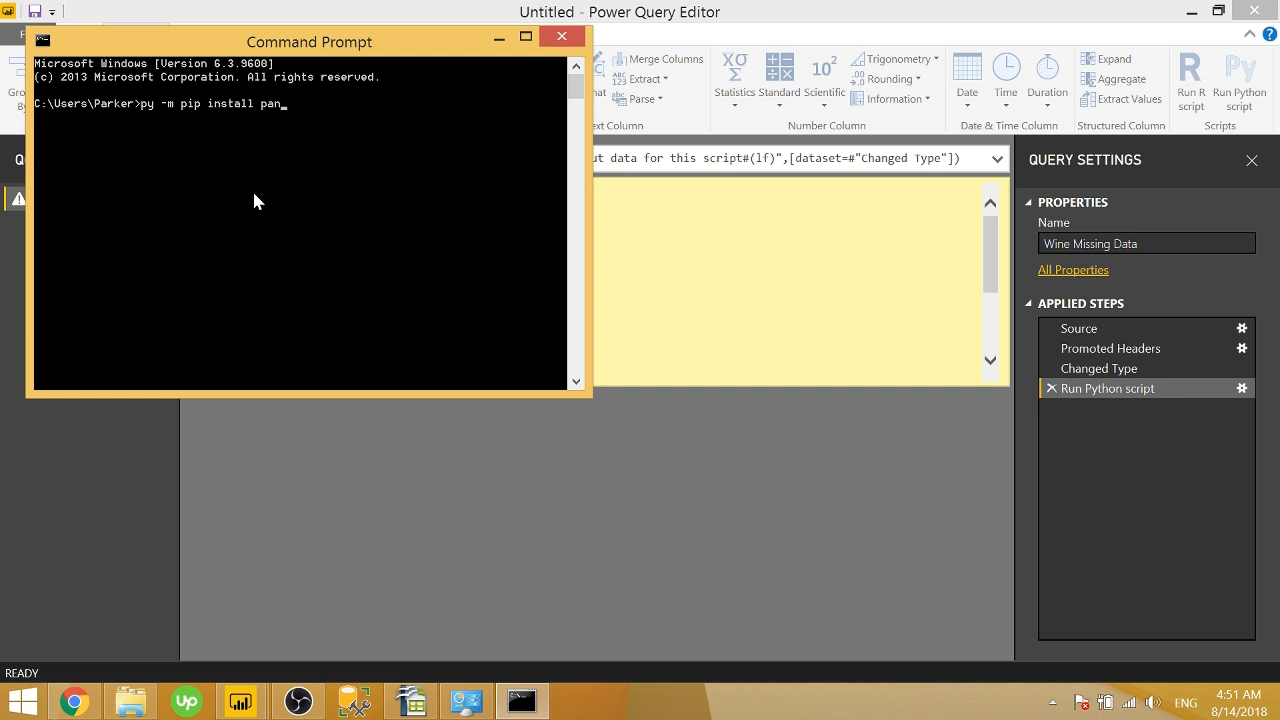 Untitled - Power Query Editor
Command Prompt
Microsoft Windows [Version 6.3.9600]
(c) 2013 Microsoft Corporation. All rights reserved.
C:\Users\Parker>py -m pip install pan_
Merge Columns
Extract
Parse
Statistics
Standard
Scientific
10²
Trigonometry
Rounding
Information
Date
Time
Duration
Expand
Aggregate
Extract Values
Run R script
Run Python script
Number Column
Date & Time Column
Structured Column
Scripts
ut data for this script#(lf)",[dataset=#"Changed Type"])
QUERY SETTINGS
PROPERTIES
Name
Wine Missing Data
All Properties
APPLIED STEPS
Source
Promoted Headers
Changed Type
Run Python script
READY
ENG
4:51 AM
8/14/2018